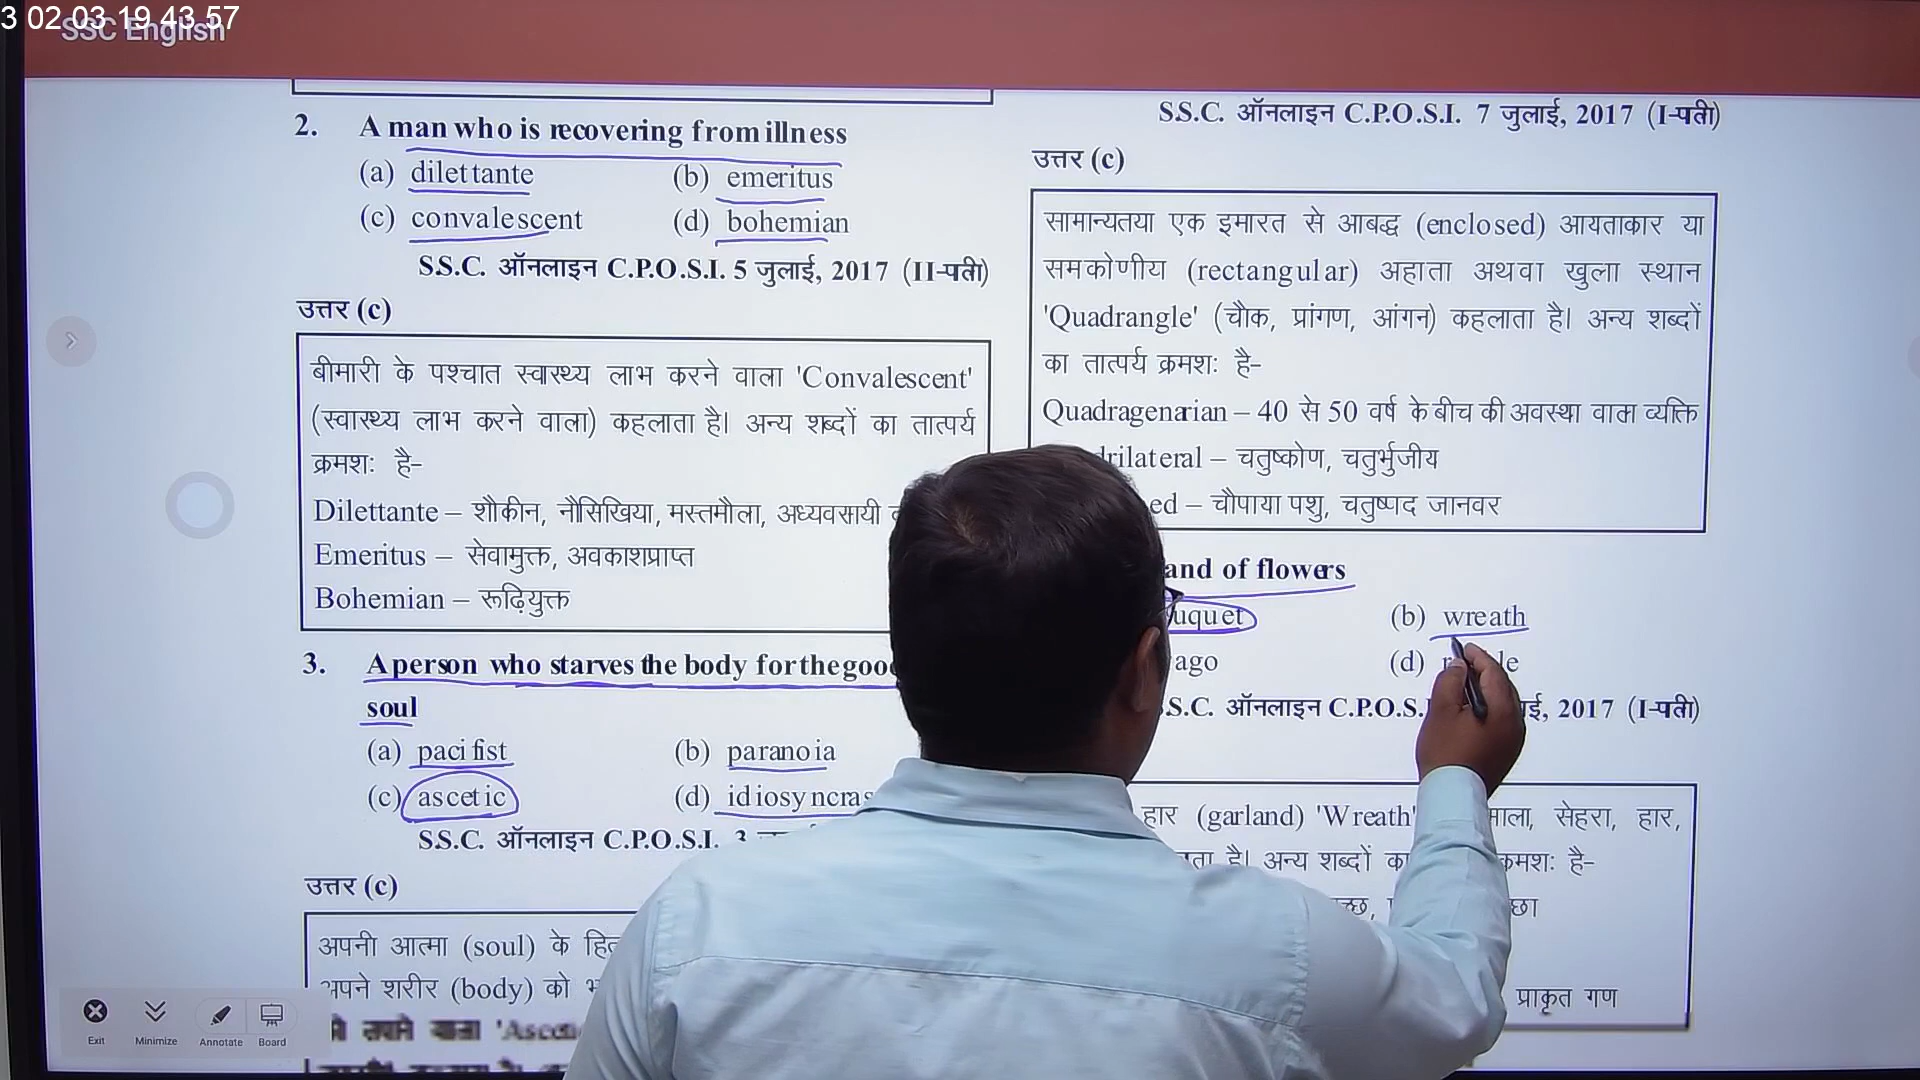 3 02 03 19 43 57
SSC English
2. A man who is recovering from illness
(a) dilettante (b) emeritus
(c) convalescent (d) bohemian
S.S.C. ऑनलाइन C.P.O.S.I. 5 जुलाई, 2017 (II-पाली)
उत्तर (c)
बीमारी के पश्चात स्वास्थ्य लाभ करने वाला 'Convalescent'
(स्वास्थ्य लाभ करने वाला) कहलाता है। अन्य शब्दों का तात्पर्य
क्रमशः है-
Dilettante – शौकीन, नौसिखिया, मस्तमौला, अध्यवसायी
Emeritus – सेवामुक्त, अवकाशप्राप्त
Bohemian – रूढ़ियुक्त
3. A person who starves the body for the good
soul
(a) pacifist (b) paranoia
(c) ascetic (d) idiosyncras
S.S.C. ऑनलाइन C.P.O.S.I. 3
उत्तर (c)
अपनी आत्मा (soul) के हित
अपने शरीर (body) को
वाला 'Ascetic
S.S.C. ऑनलाइन C.P.O.S.I. 7 जुलाई, 2017 (I-पाली)
उत्तर (c)
सामान्यतया एक इमारत से आबद्ध (enclosed) आयताकार या
समकोणीय (rectangular) अहाता अथवा खुला स्थान
'Quadrangle' (चौक, प्रांगण, आंगन) कहलाता है। अन्य शब्दों
का तात्पर्य क्रमशः है-
Quadragenarian – 40 से 50 वर्ष के बीच की अवस्था वाला व्यक्ति
rilateral – चतुष्कोण, चतुर्भुजीय
ed – चौपाया पशु, चतुष्पद जानवर
and of flowers
uquet (b) wreath
ago (d)
S.C. ऑनलाइन C.P.O.S. 2017 (I-पाली)
हार (garland) 'Wreath' माला, सेहरा, हार,
है। अन्य शब्दों का क्रमशः है-
प्राकृत गण
Exit Minimize Annotate Board